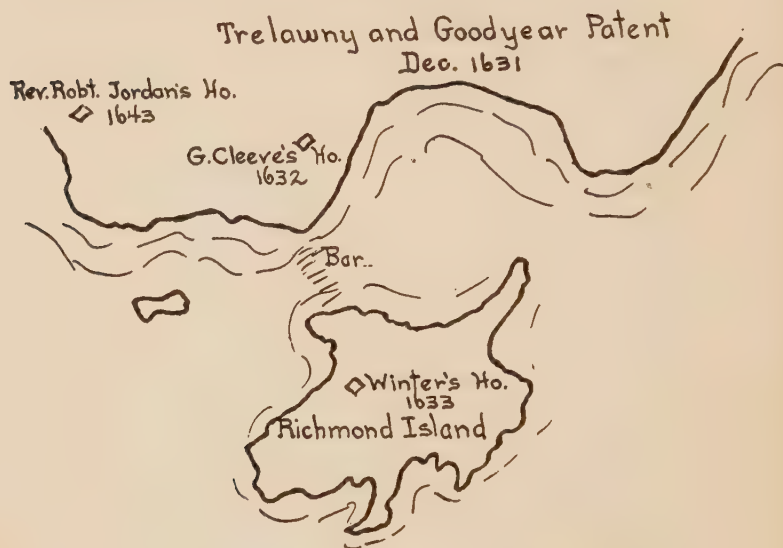 Trelawny and Goodyear Patent
Dec. 1631
Rev. Robt. Jordan's Ho.
1643
G. Cleeve's Ho.
1632
Bar..
Winter's Ho.
1633
Richmond Island